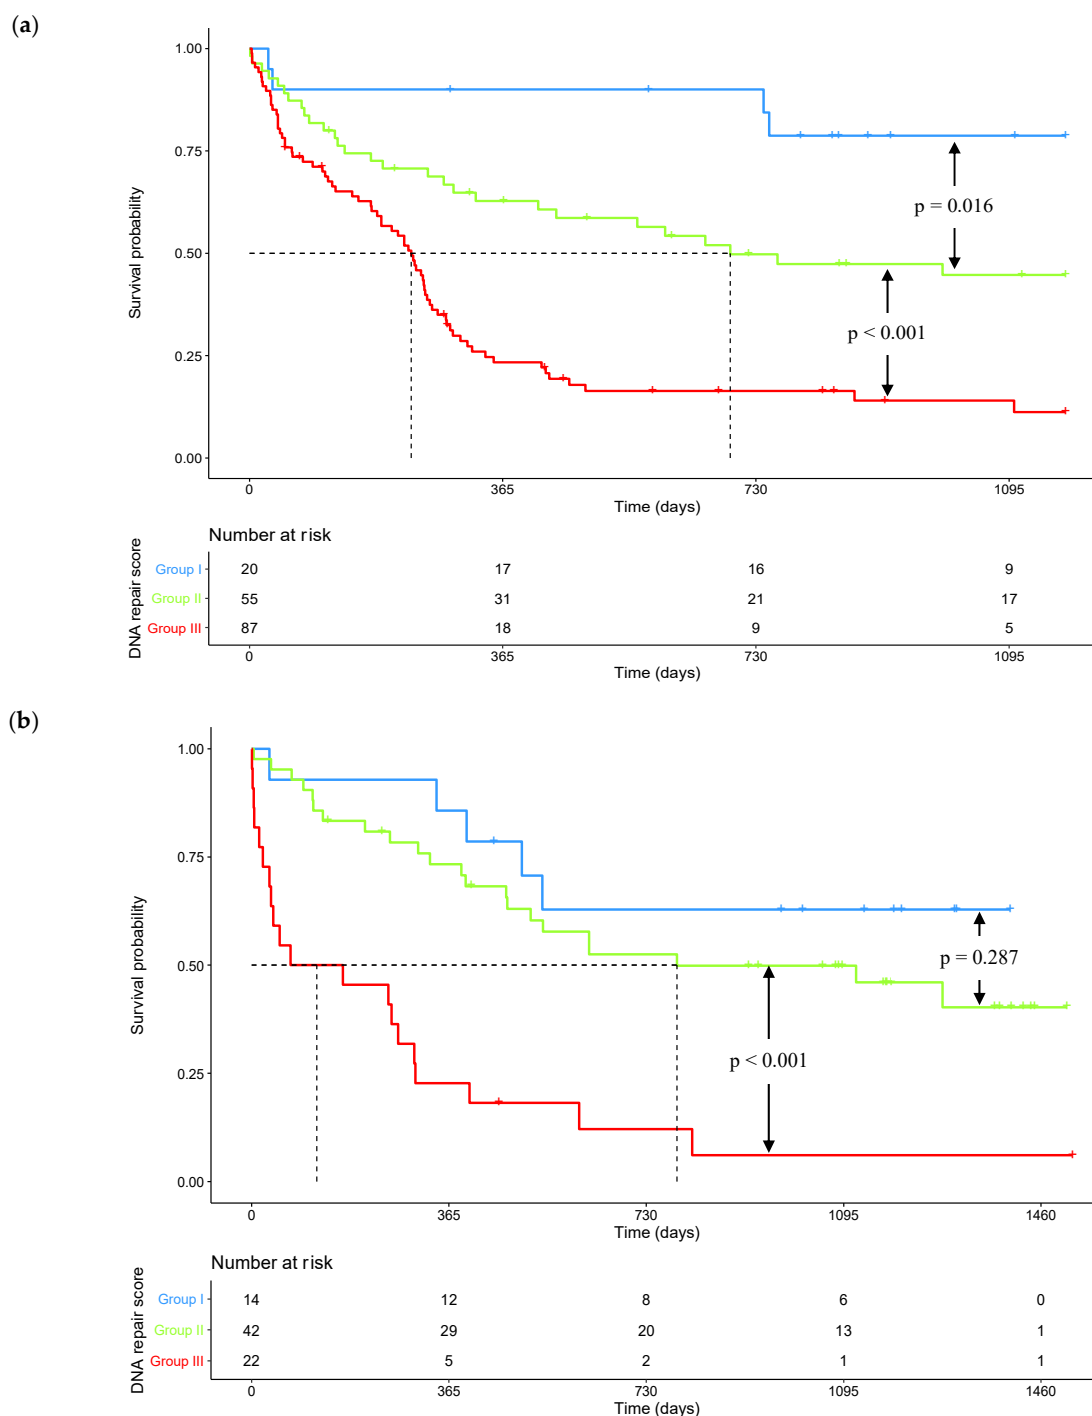 (a)
1.00
0.75
0.50
0.25
0.00
Survival probability
p = 0.016
p < 0.001
0 365 730 1095
Time (days)
Number at risk
DNA repair score
Group I 20 17 16 9
Group II 55 31 21 17
Group III 87 18 9 5
0 365 730 1095
Time (days)
(b)
1.00
0.75
0.50
0.25
0.00
Survival probability
p = 0.287
p < 0.001
0 365 730 1095 1460
Time (days)
Number at risk
DNA repair score
Group I 14 12 8 6 0
Group II 42 29 20 13 1
Group III 22 5 2 1 1
0 365 730 1095 1460
Time (days)